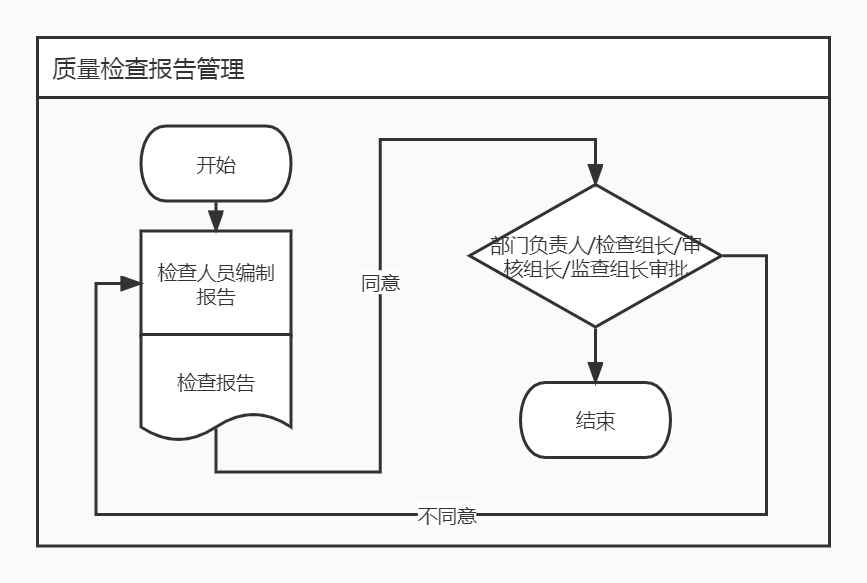 质量检查报告管理
开始
检查人员编制
报告
检查报告
同意
部门负责人/检查组长/审
核组长/监查组长审批
结束
不同意